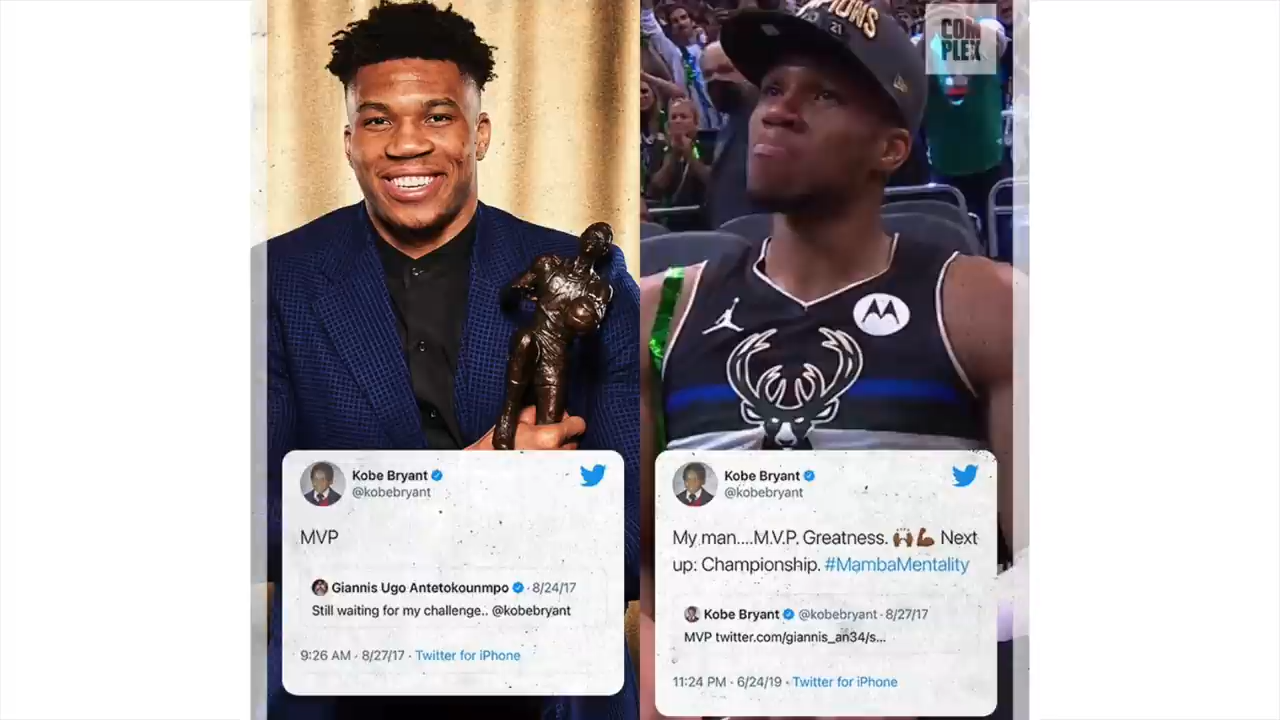 COM
PLEX
21
Kobe Bryant
@kobebryant
MVP
Giannis Ugo Antetokounmpo · 8/24/17
Still waiting for my challenge.. @kobebryant
9:26 AM · 8/27/17 · Twitter for iPhone
Kobe Bryant
@kobebryant
My man....M.V.P. Greatness. 🙌🏾💪🏾 Next
up: Championship. #MambaMentality
Kobe Bryant @kobebryant · 8/27/17
MVP twitter.com/giannis_an34/s...
11:24 PM · 6/24/19 · Twitter for iPhone